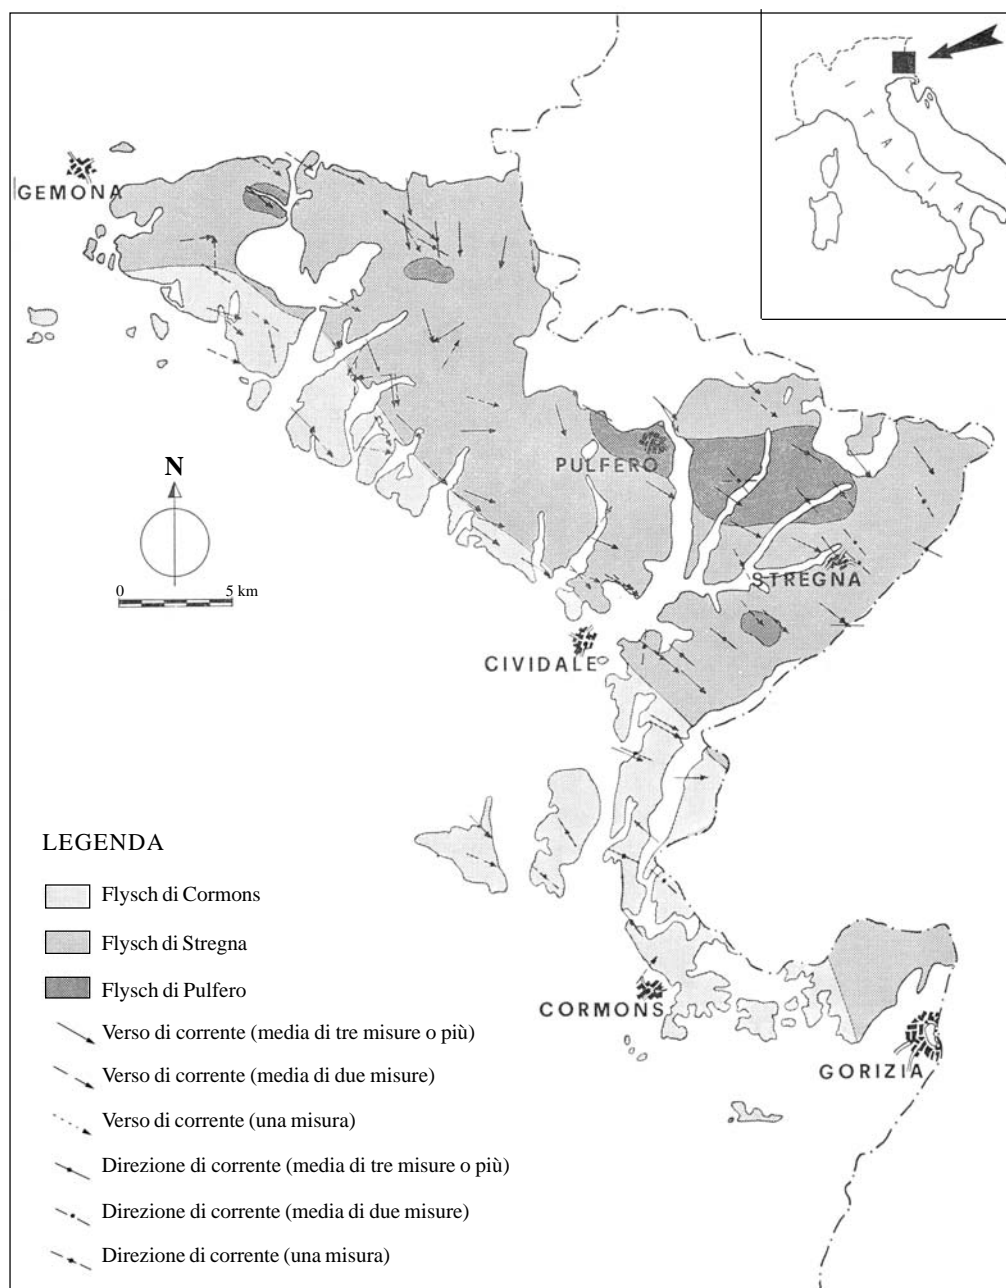 ITALIA
GEMONA
PULFERO
N
0 5 km
STREGNA
CIVIDALE
LEGENDA
Flysch di Cormons
Flysch di Stregna
Flysch di Pulfero
Verso di corrente (media di tre misure o più)
Verso di corrente (media di due misure)
Verso di corrente (una misura)
Direzione di corrente (media di tre misure o più)
Direzione di corrente (media di due misure)
Direzione di corrente (una misura)
CORMONS
GORIZIA